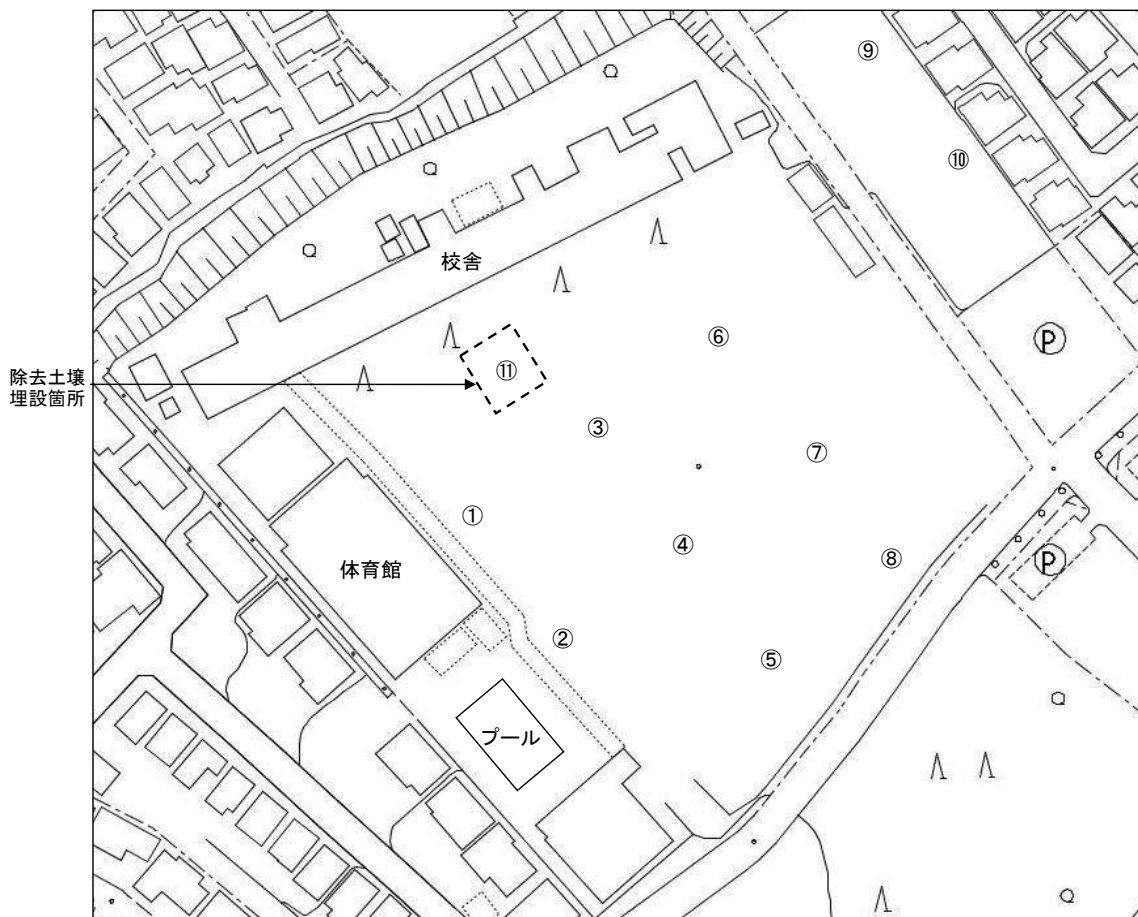 ⑨
⑩
校舎
⑥
Ⓟ
除去土壌
埋設箇所
⑪
③
⑦
①
④
⑧
Ⓟ
体育館
②
⑤
プール